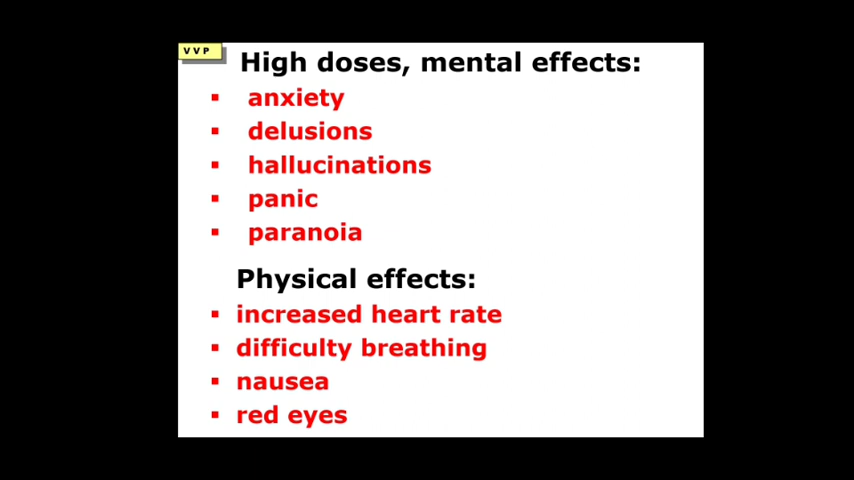 VVP
High doses, mental effects:
▪ anxiety
▪ delusions
▪ hallucinations
▪ panic
▪ paranoia
Physical effects:
▪ increased heart rate
▪ difficulty breathing
▪ nausea
▪ red eyes